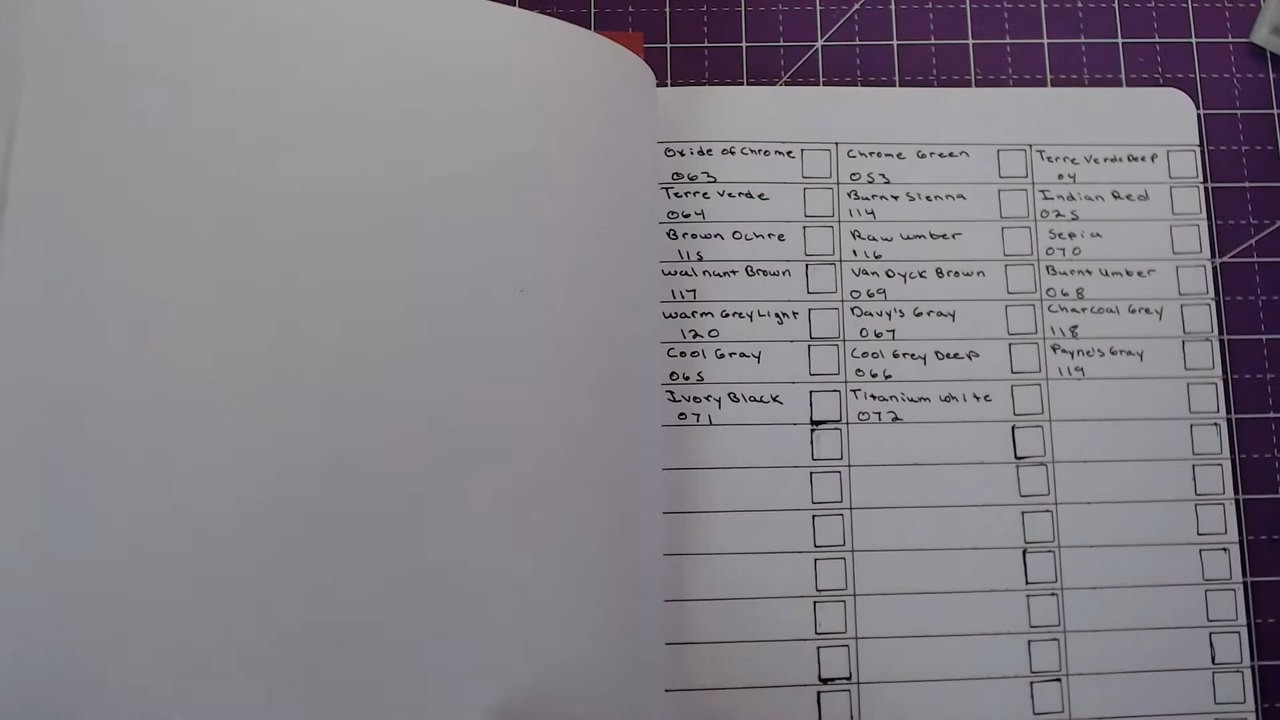 Oxide of Chrome
063
Chrome Green
053
Terre Verde Deep
04
Terre Verde
064
Burnt Sienna
114
Indian Red
025
Brown Ochre
115
Raw Umber
116
Sepia
070
Walnant Brown
117
Van Dyck Brown
069
Burnt Umber
068
Warm Grey Light
120
Davy's Gray
067
Charcoal Grey
118
Cool Gray
065
Cool Grey Deep
066
Payne's Gray
119
Ivory Black
071
Titanium White
072